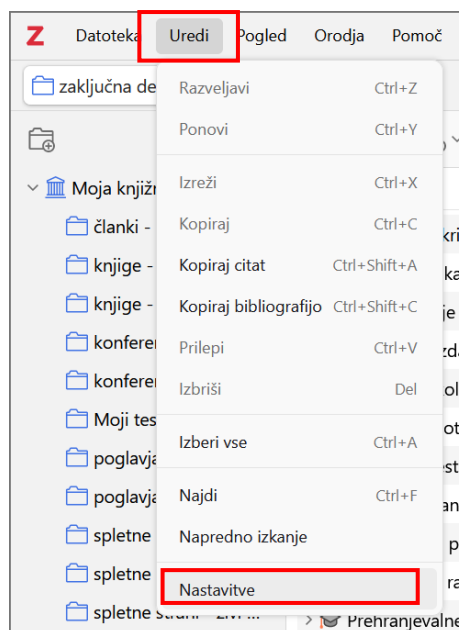 Z Datoteka Uredi Pogled Orodja Pomoč
zaključna de
Razveljavi Ctrl+Z
Ponovi Ctrl+Y
Moja knjižn
Izreži Ctrl+X
članki -
Kopiraj Ctrl+C
knjige -
Kopiraj citat Ctrl+Shift+A
knjige -
Kopiraj bibliografijo Ctrl+Shift+C
konferen
Prilepi Ctrl+V
konferen
Izbriši Del
Moji tes
poglavja
Izberi vse Ctrl+A
poglavja
Najdi Ctrl+F
spletne
Napredno izkanje
spletne
Nastavitve
spletne strani - živi ...
Prehranjevalne